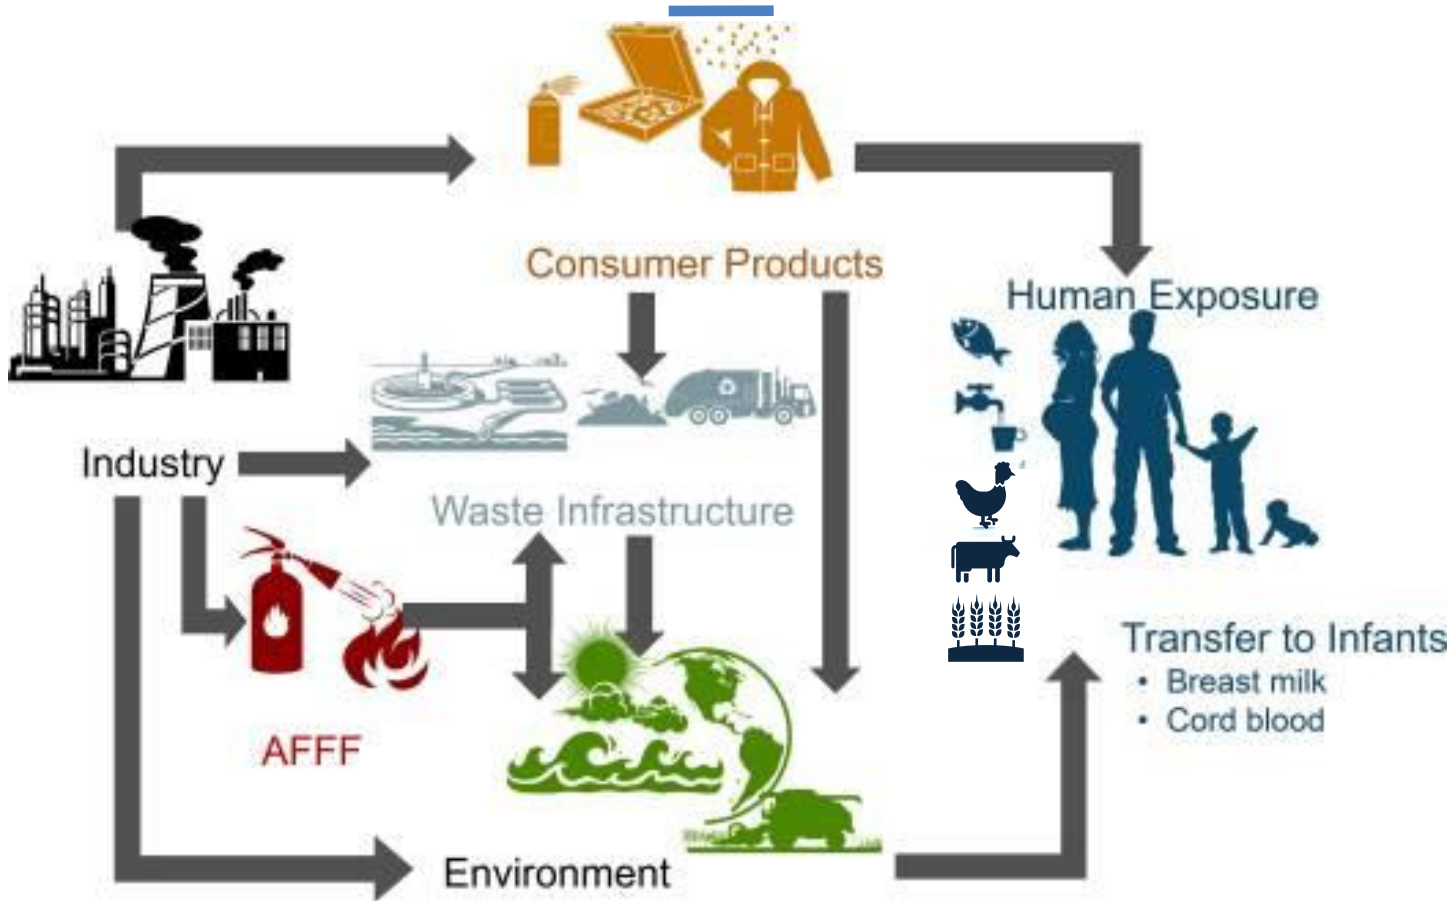 Consumer Products
Human Exposure
Industry
Waste Infrastructure
Transfer to Infants
• Breast milk
• Cord blood
AFFF
Environment